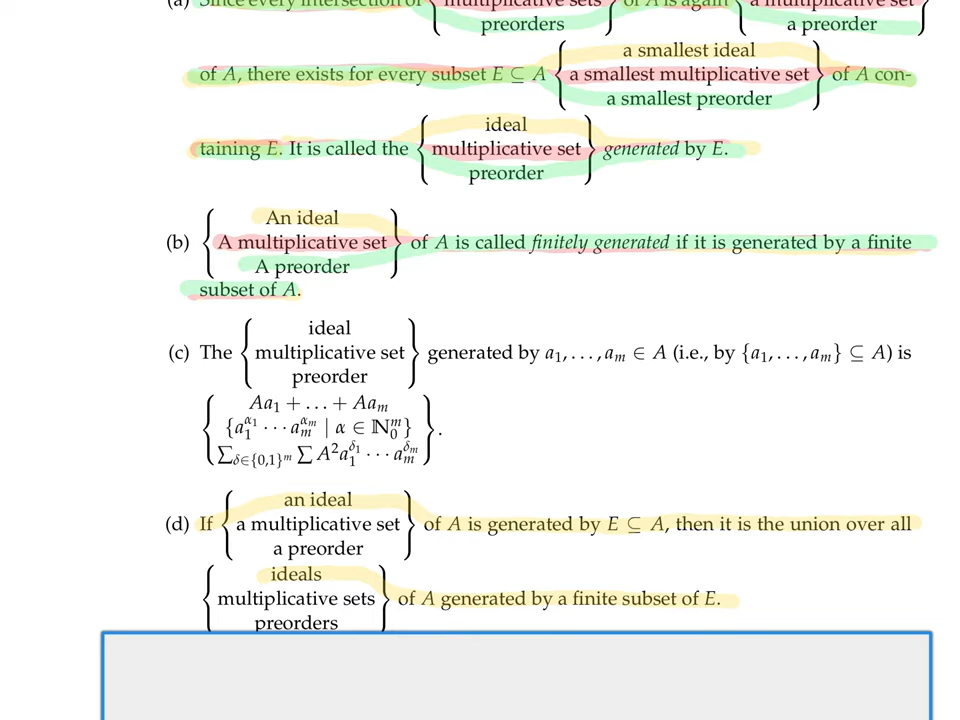 (a) Since every intersection of { multiplicative sets } of A is again { a multiplicative set }
preorders a preorder
a smallest ideal
of A, there exists for every subset E ⊆ A { a smallest multiplicative set } of A con-
a smallest preorder
ideal
taining E. It is called the { multiplicative set } generated by E.
preorder
An ideal
(b) { A multiplicative set } of A is called finitely generated if it is generated by a finite
A preorder
subset of A.
ideal
(c) The { multiplicative set } generated by a₁, . . . , aₘ ∈ A (i.e., by {a₁, . . . , aₘ} ⊆ A) is
preorder
Aa₁ + . . . + Aaₘ
{a₁^{α₁} · · · aₘ^{αₘ} | α ∈ ℕ₀^m}
∑_{δ∈{0,1}^m} ∑ A²a₁^{δ₁} · · · aₘ^{δₘ} .
an ideal
(d) If { a multiplicative set } of A is generated by E ⊆ A, then it is the union over all
a preorder
ideals
{ multiplicative sets } of A generated by a finite subset of E.
preorders